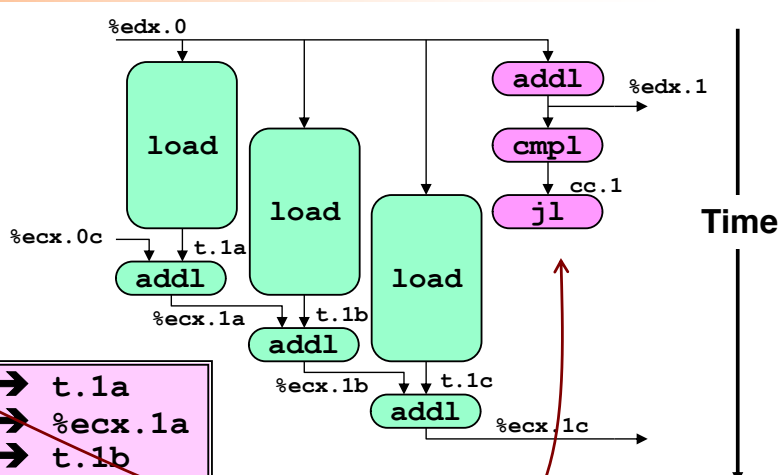 %edx.0
addl
%edx.1
load
cmpl
load
cc.1
jl
Time
%ecx.0c
t.1a
load
addl
%ecx.1a
t.1b
addl
%ecx.1b
t.1c
➔ t.1a
addl
➔ %ecx.1a
%ecx.1c
➔ t.1b